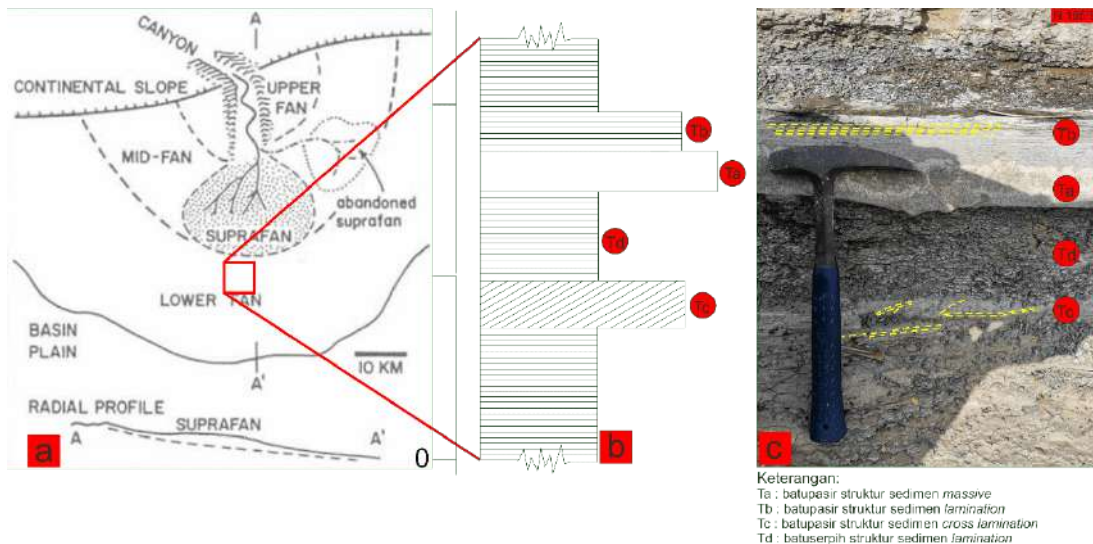 A
CANYON
CONTINENTAL SLOPE
UPPER
FAN
MID-FAN
abandoned
suprafan
SUPRAFAN
LOWER FAN
BASIN
PLAIN
10 KM
A'
RADIAL PROFILE
SUPRAFAN
A
A'
a
0
Tb
Ta
Td
Tc
b
Tb
Ta
Td
Tc
c
Keterangan:
Ta : batupasir struktur sedimen massive
Tb : batupasir struktur sedimen lamination
Tc : batupasir struktur sedimen cross lamination
Td : batuserpih struktur sedimen lamination